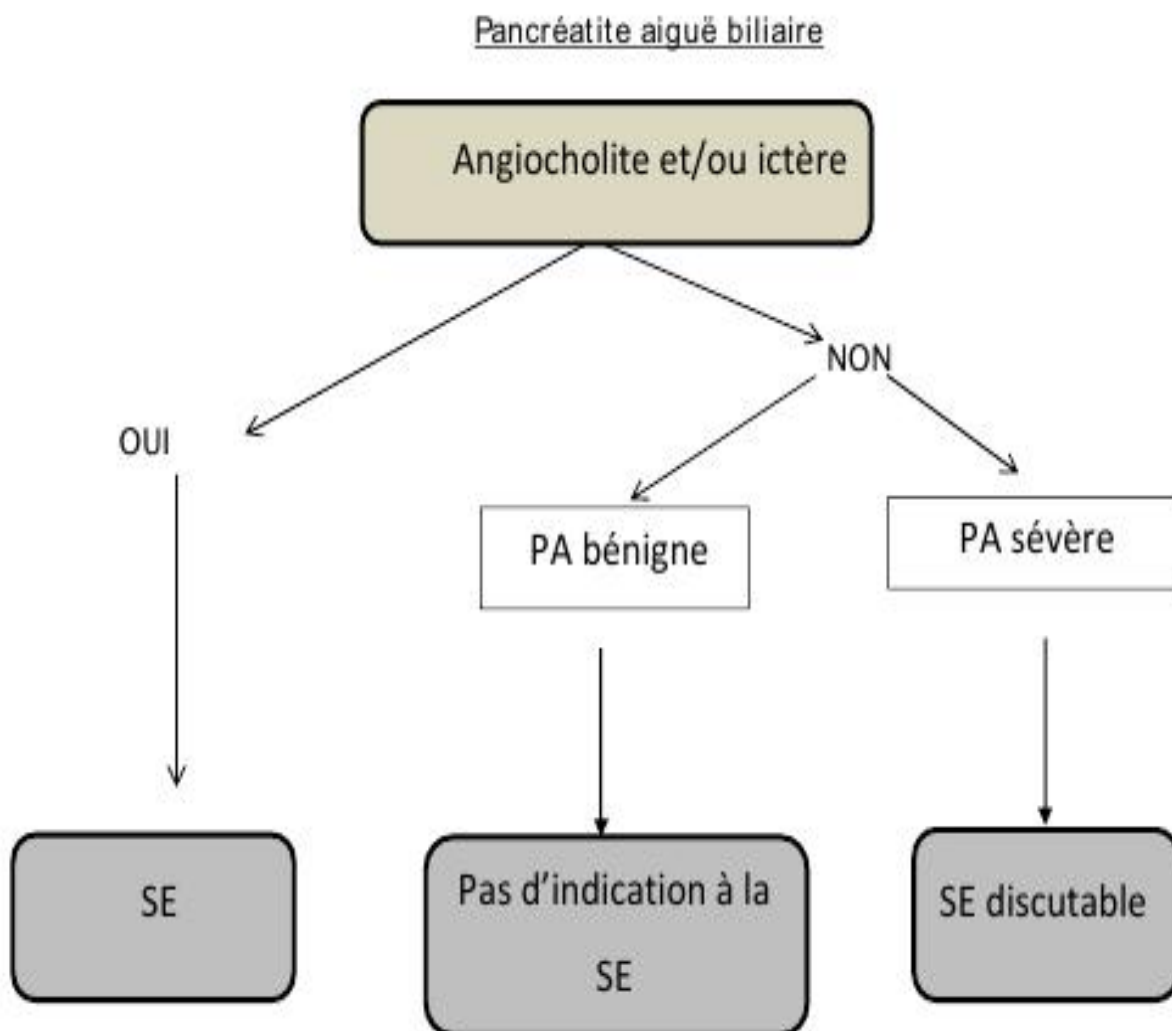 Pancréatite aiguë biliaire
Angiocholite et/ou ictère
NON
OUI
PA bénigne
PA sévère
SE
Pas d'indication à la
SE
SE discutable